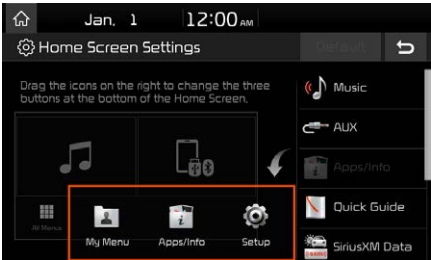 Jan. 1 12:00 AM
Home Screen Settings
Default
Drag the icons on the right to change the three
buttons at the bottom of the Home Screen.
Music
AUX
Apps/Info
Quick Guide
SiriusXM Data
All Menus
My Menu
Apps/Info
Setup